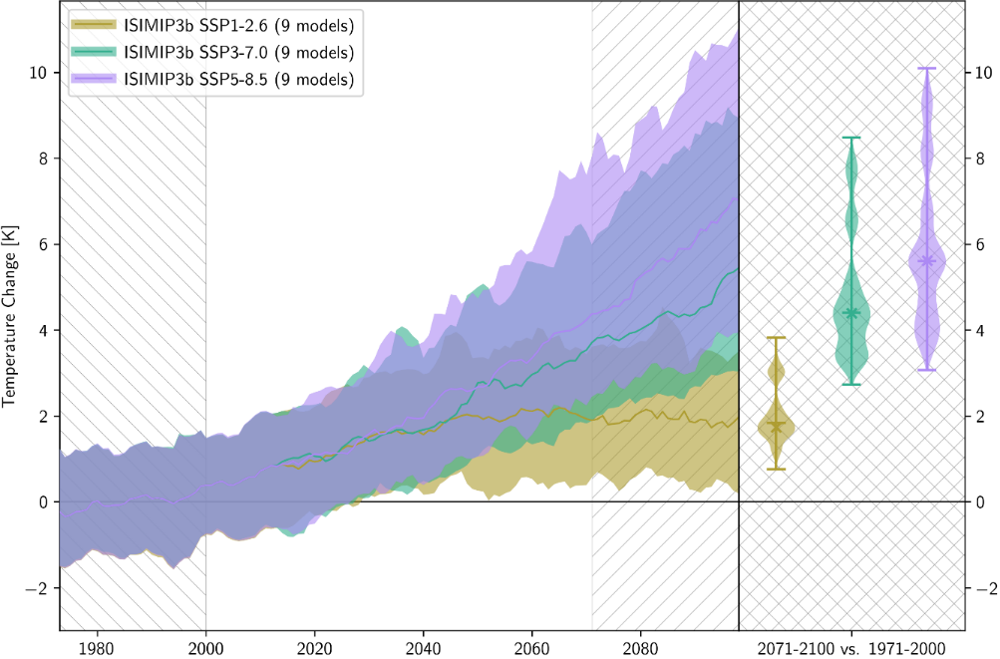 ISIMIP3b SSP1-2.6 (9 models)
ISIMIP3b SSP3-7.0 (9 models)
ISIMIP3b SSP5-8.5 (9 models)
Temperature Change [K]
10
8
6
4
2
0
−2
10
8
6
4
2
0
−2
1980 2000 2020 2040 2060 2080 2071-2100 vs. 1971-2000